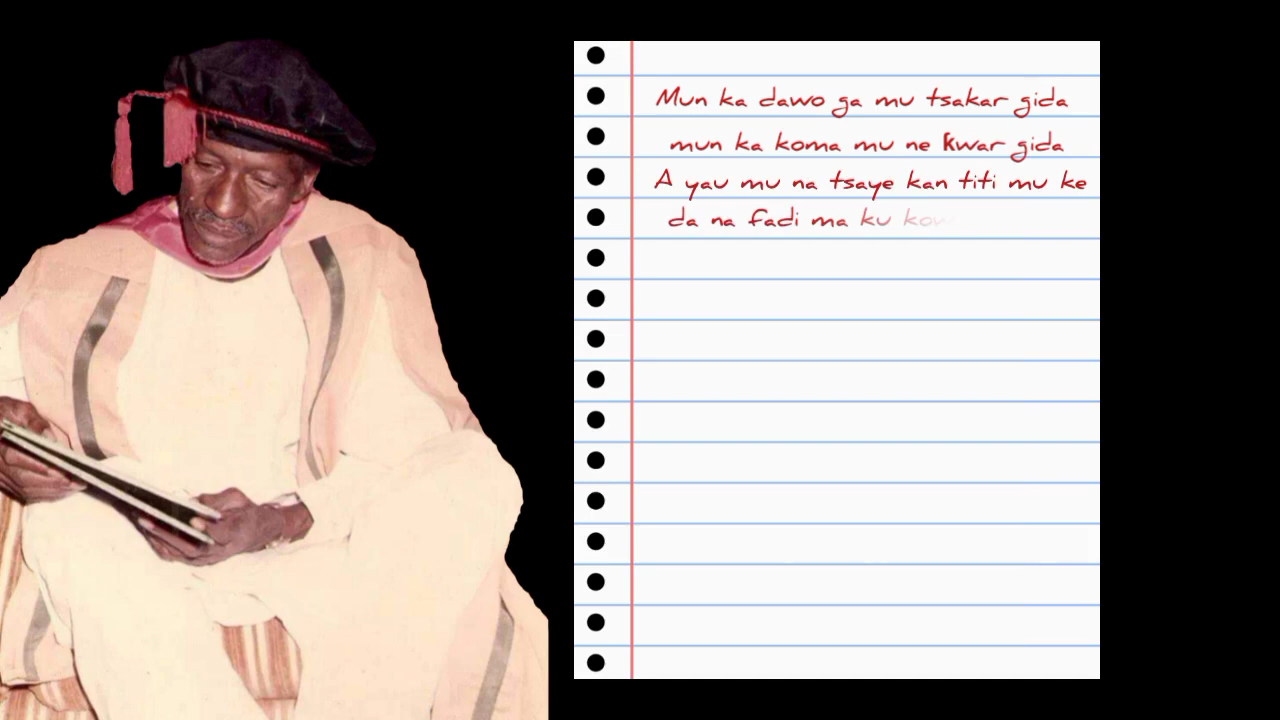 Mun ka dawo ga mu tsakar gida
mun ka koma mu ne kwar gida
A yau mu na tsaye kan titi mu ke
da na fadi ma ku